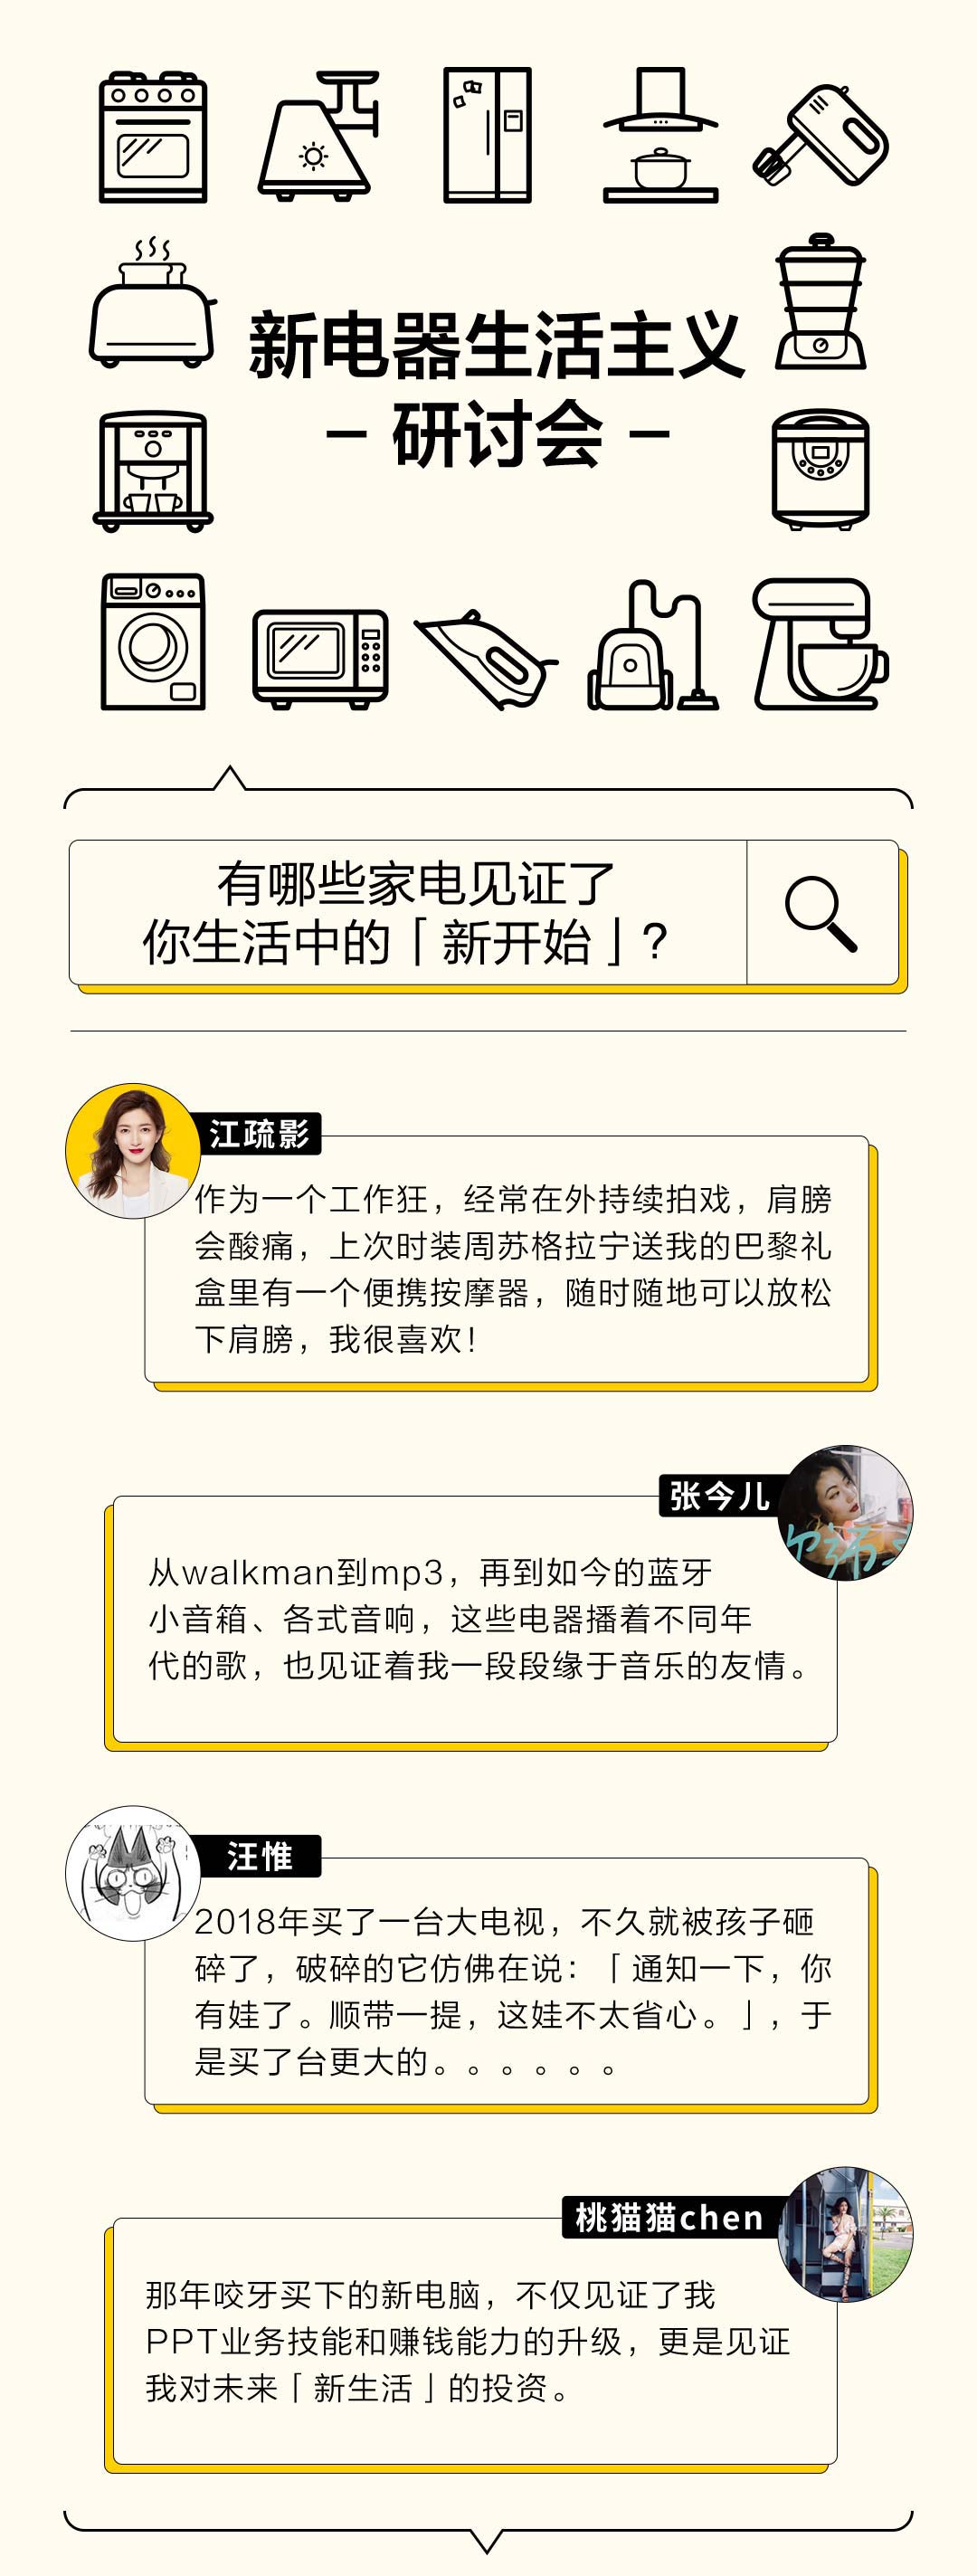 新电器生活主义
- 研讨会 -
有哪些家电见证了
你生活中的「新开始」?
江疏影
作为一个工作狂，经常在外持续拍戏，肩膀
会酸痛，上次时装周苏格拉宁送我的巴黎礼
盒里有一个便携按摩器，随时随地可以放松
下肩膀，我很喜欢！
张今儿
从walkman到mp3，再到如今的蓝牙
小音箱、各式音响，这些电器播着不同年
代的歌，也见证着我一段段缘于音乐的友情。
汪惟
2018年买了一台大电视，不久就被孩子砸
碎了，破碎的它仿佛在说：「通知一下，你
有娃了。顺带一提，这娃不太省心。」，于
是买了台更大的。。。。。。
桃猫猫chen
那年咬牙买下的新电脑，不仅见证了我
PPT业务技能和赚钱能力的升级，更是见证
我对未来「新生活」的投资。